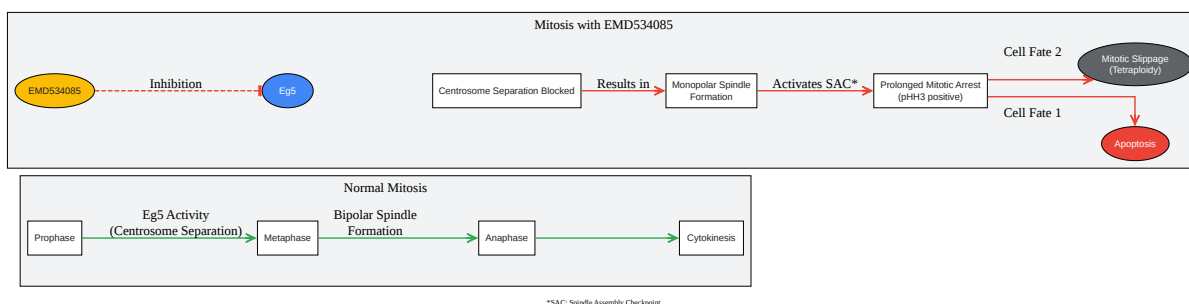 Mitosis with EMD534085
EMD534085
Inhibition
Eg5
Centrosome Separation Blocked
Results in
Monopolar Spindle
Formation
Activates SAC*
Prolonged Mitotic Arrest
(pHH3 positive)
Cell Fate 2
Mitotic Slippage
(Tetraploidy)
Cell Fate 1
Apoptosis
Normal Mitosis
Prophase
Eg5 Activity
(Centrosome Separation)
Metaphase
Bipolar Spindle
Formation
Anaphase
Cytokinesis
*SAC: Spindle Assembly Checkpoint